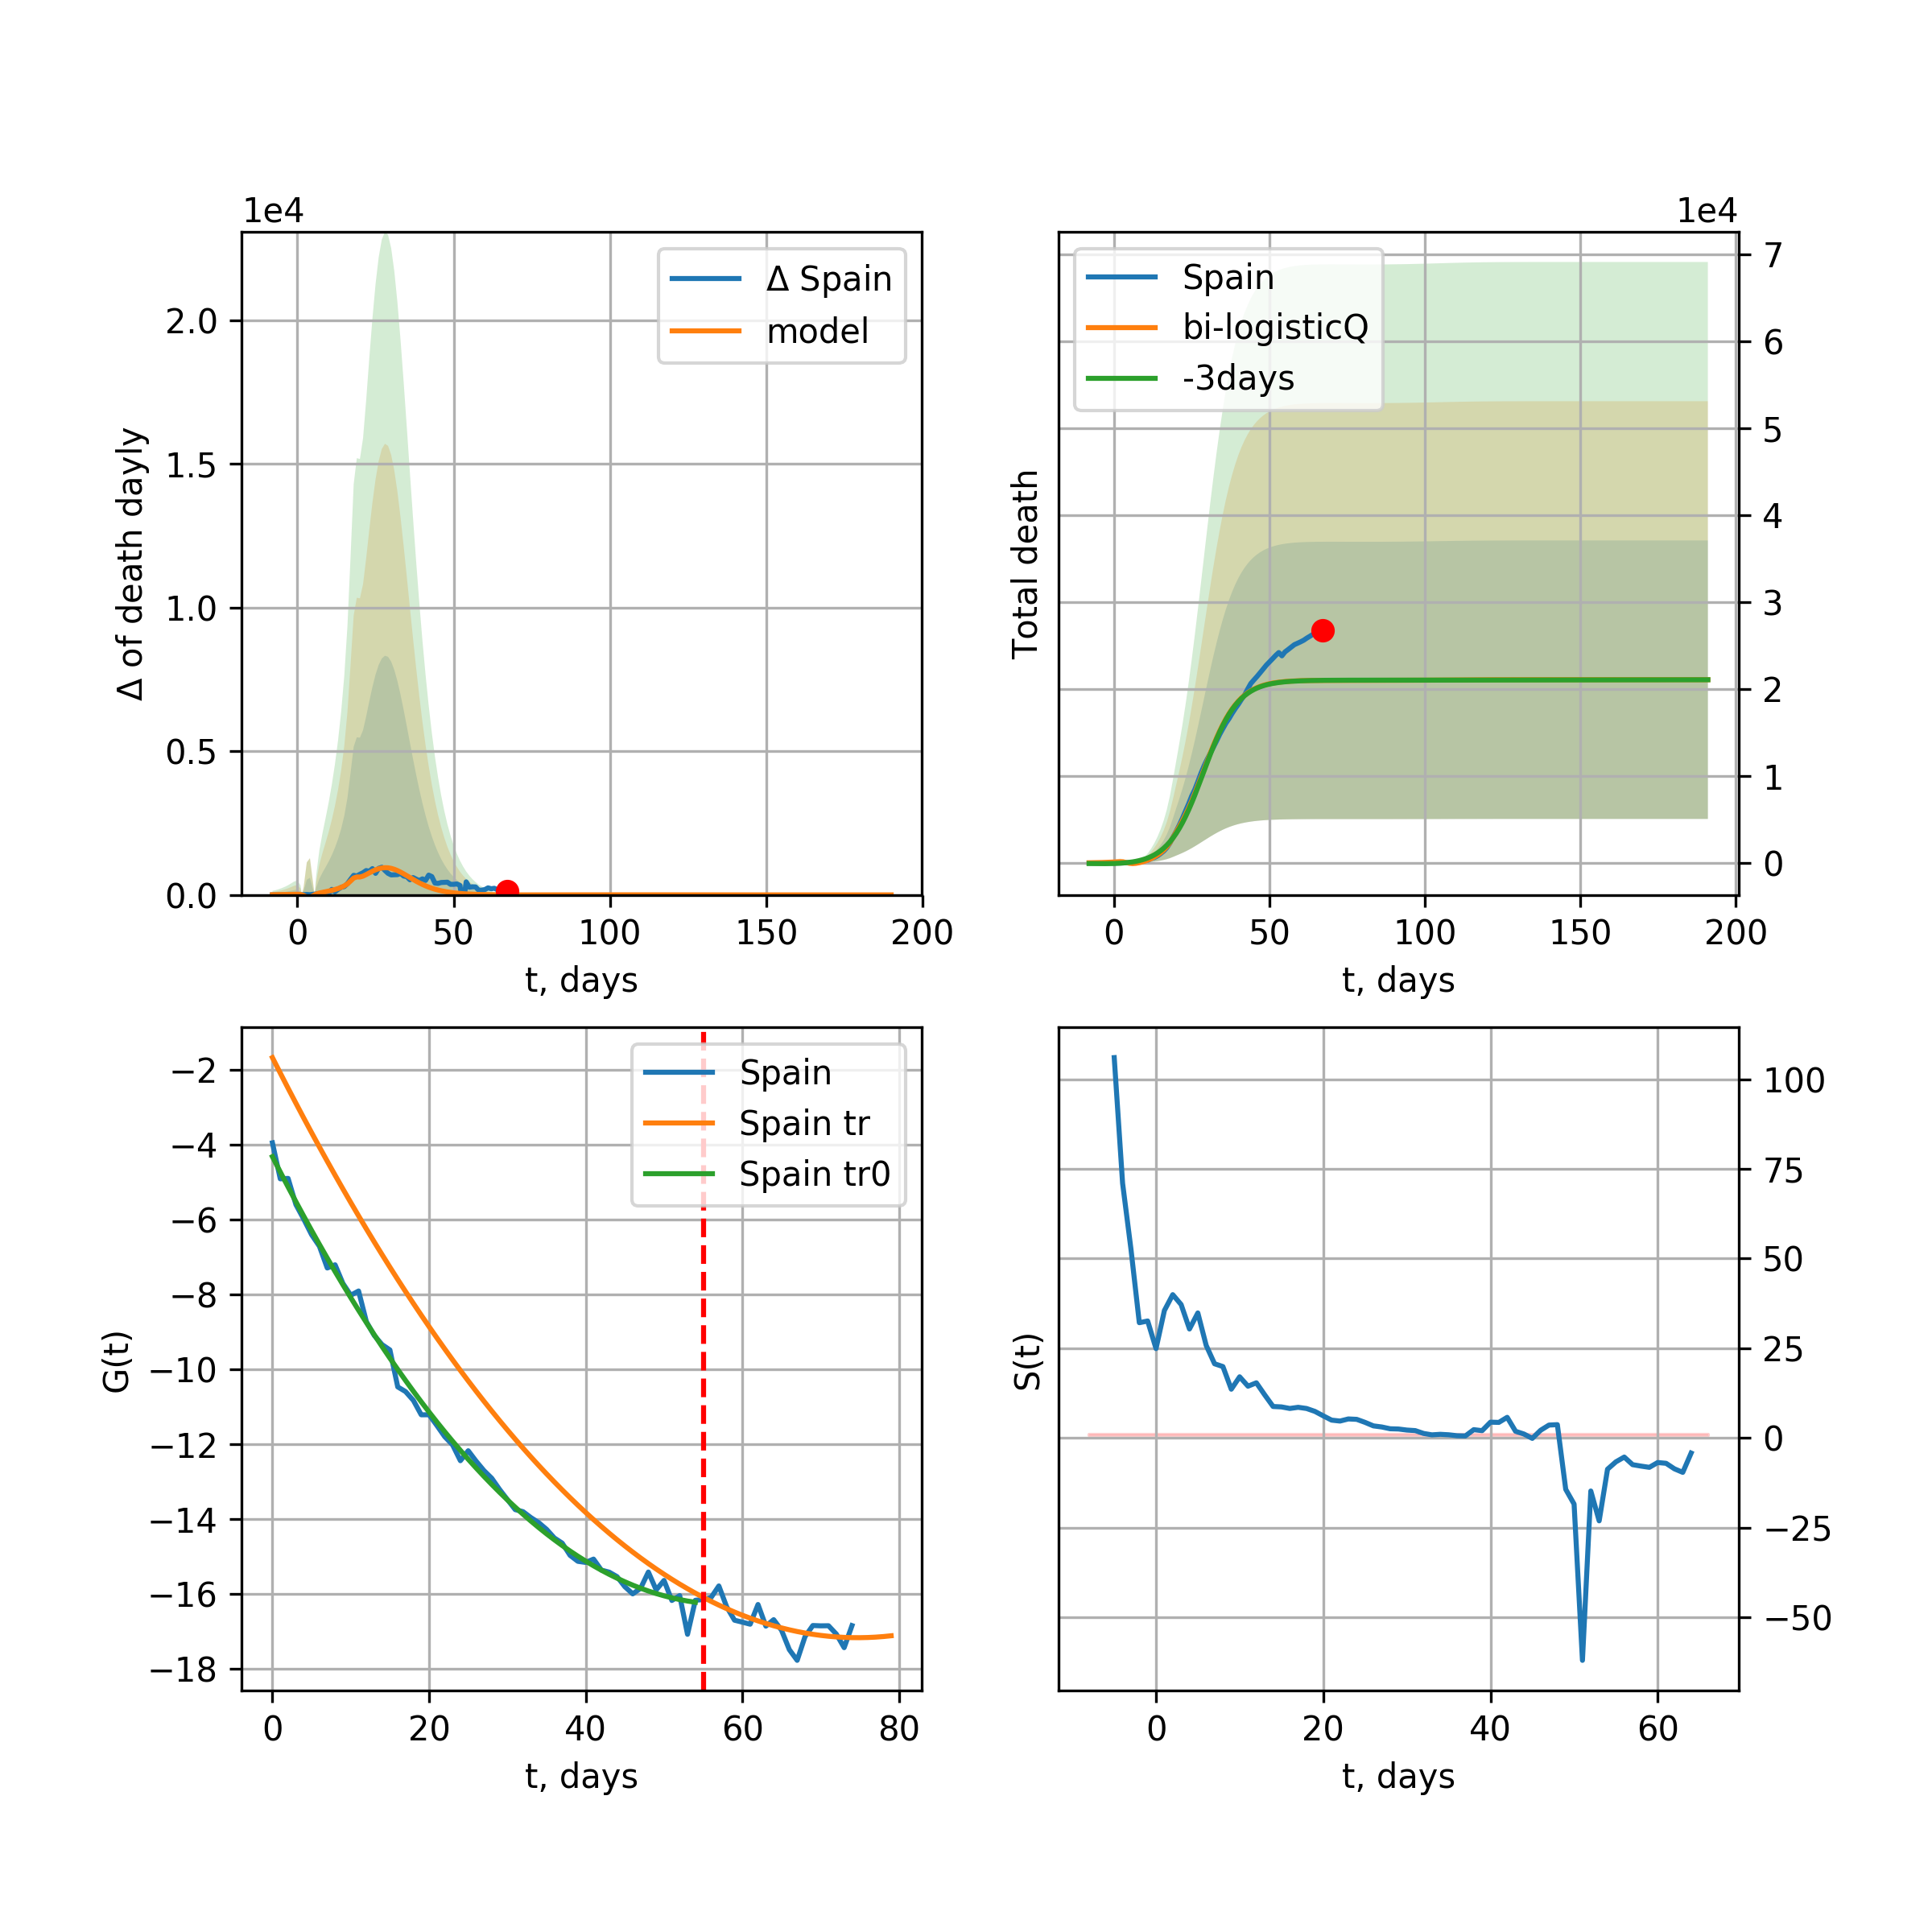 1e4
Δ of death dayly
2.0
1.5
1.0
0.5
0.0
0 50 100 150 200
t, days
Δ Spain
model
1e4
Total death
7
6
5
4
3
2
1
0
0 50 100 150 200
t, days
Spain
bi-logisticQ
-3days
G(t)
−2
−4
−6
−8
−10
−12
−14
−16
−18
0 20 40 60 80
t, days
Spain
Spain tr
Spain tr0
S(t)
100
75
50
25
0
−25
−50
0 20 40 60
t, days